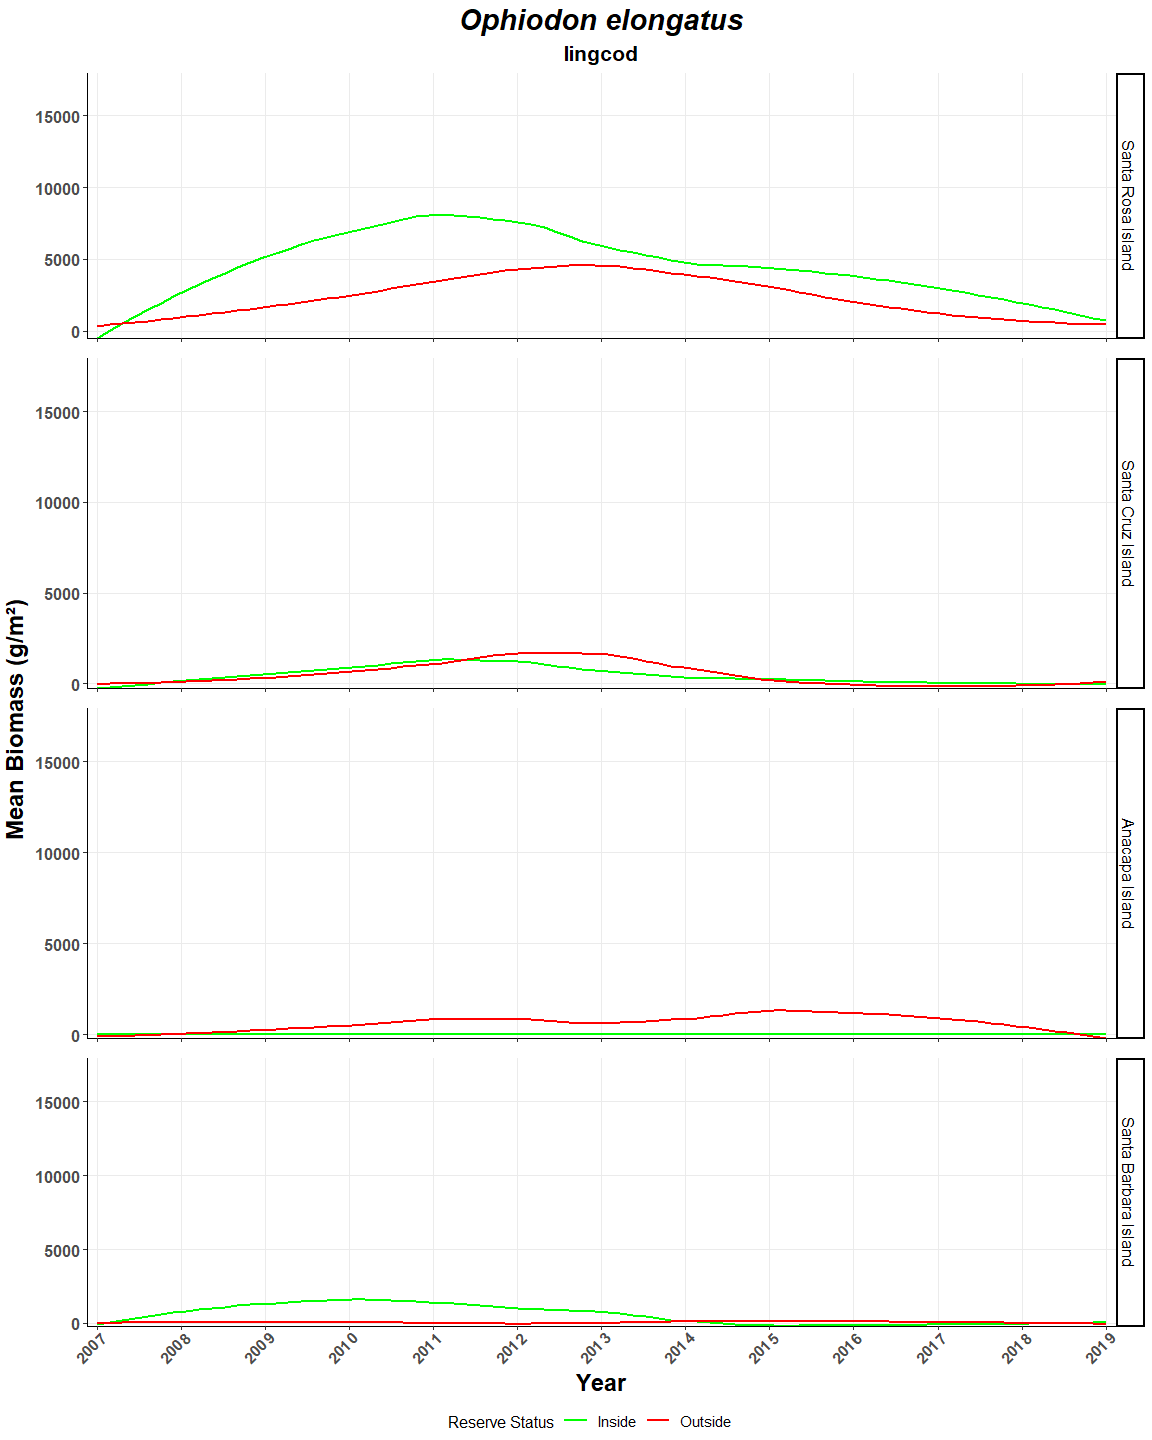 Ophiodon elongatus
lingcod
Mean Biomass (g/m²)
15000
10000
5000
0
Santa Rosa Island
15000
10000
5000
0
Santa Cruz Island
15000
10000
5000
0
Anacapa Island
15000
10000
5000
0
Santa Barbara Island
2007 2008 2009 2010 2011 2012 2013 2014 2015 2016 2017 2018 2019
Year
Reserve Status Inside Outside